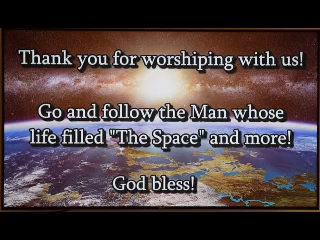 Thank you for worshiping with us!
Go and follow the Man whose
life filled "The Space" and more!
God bless!